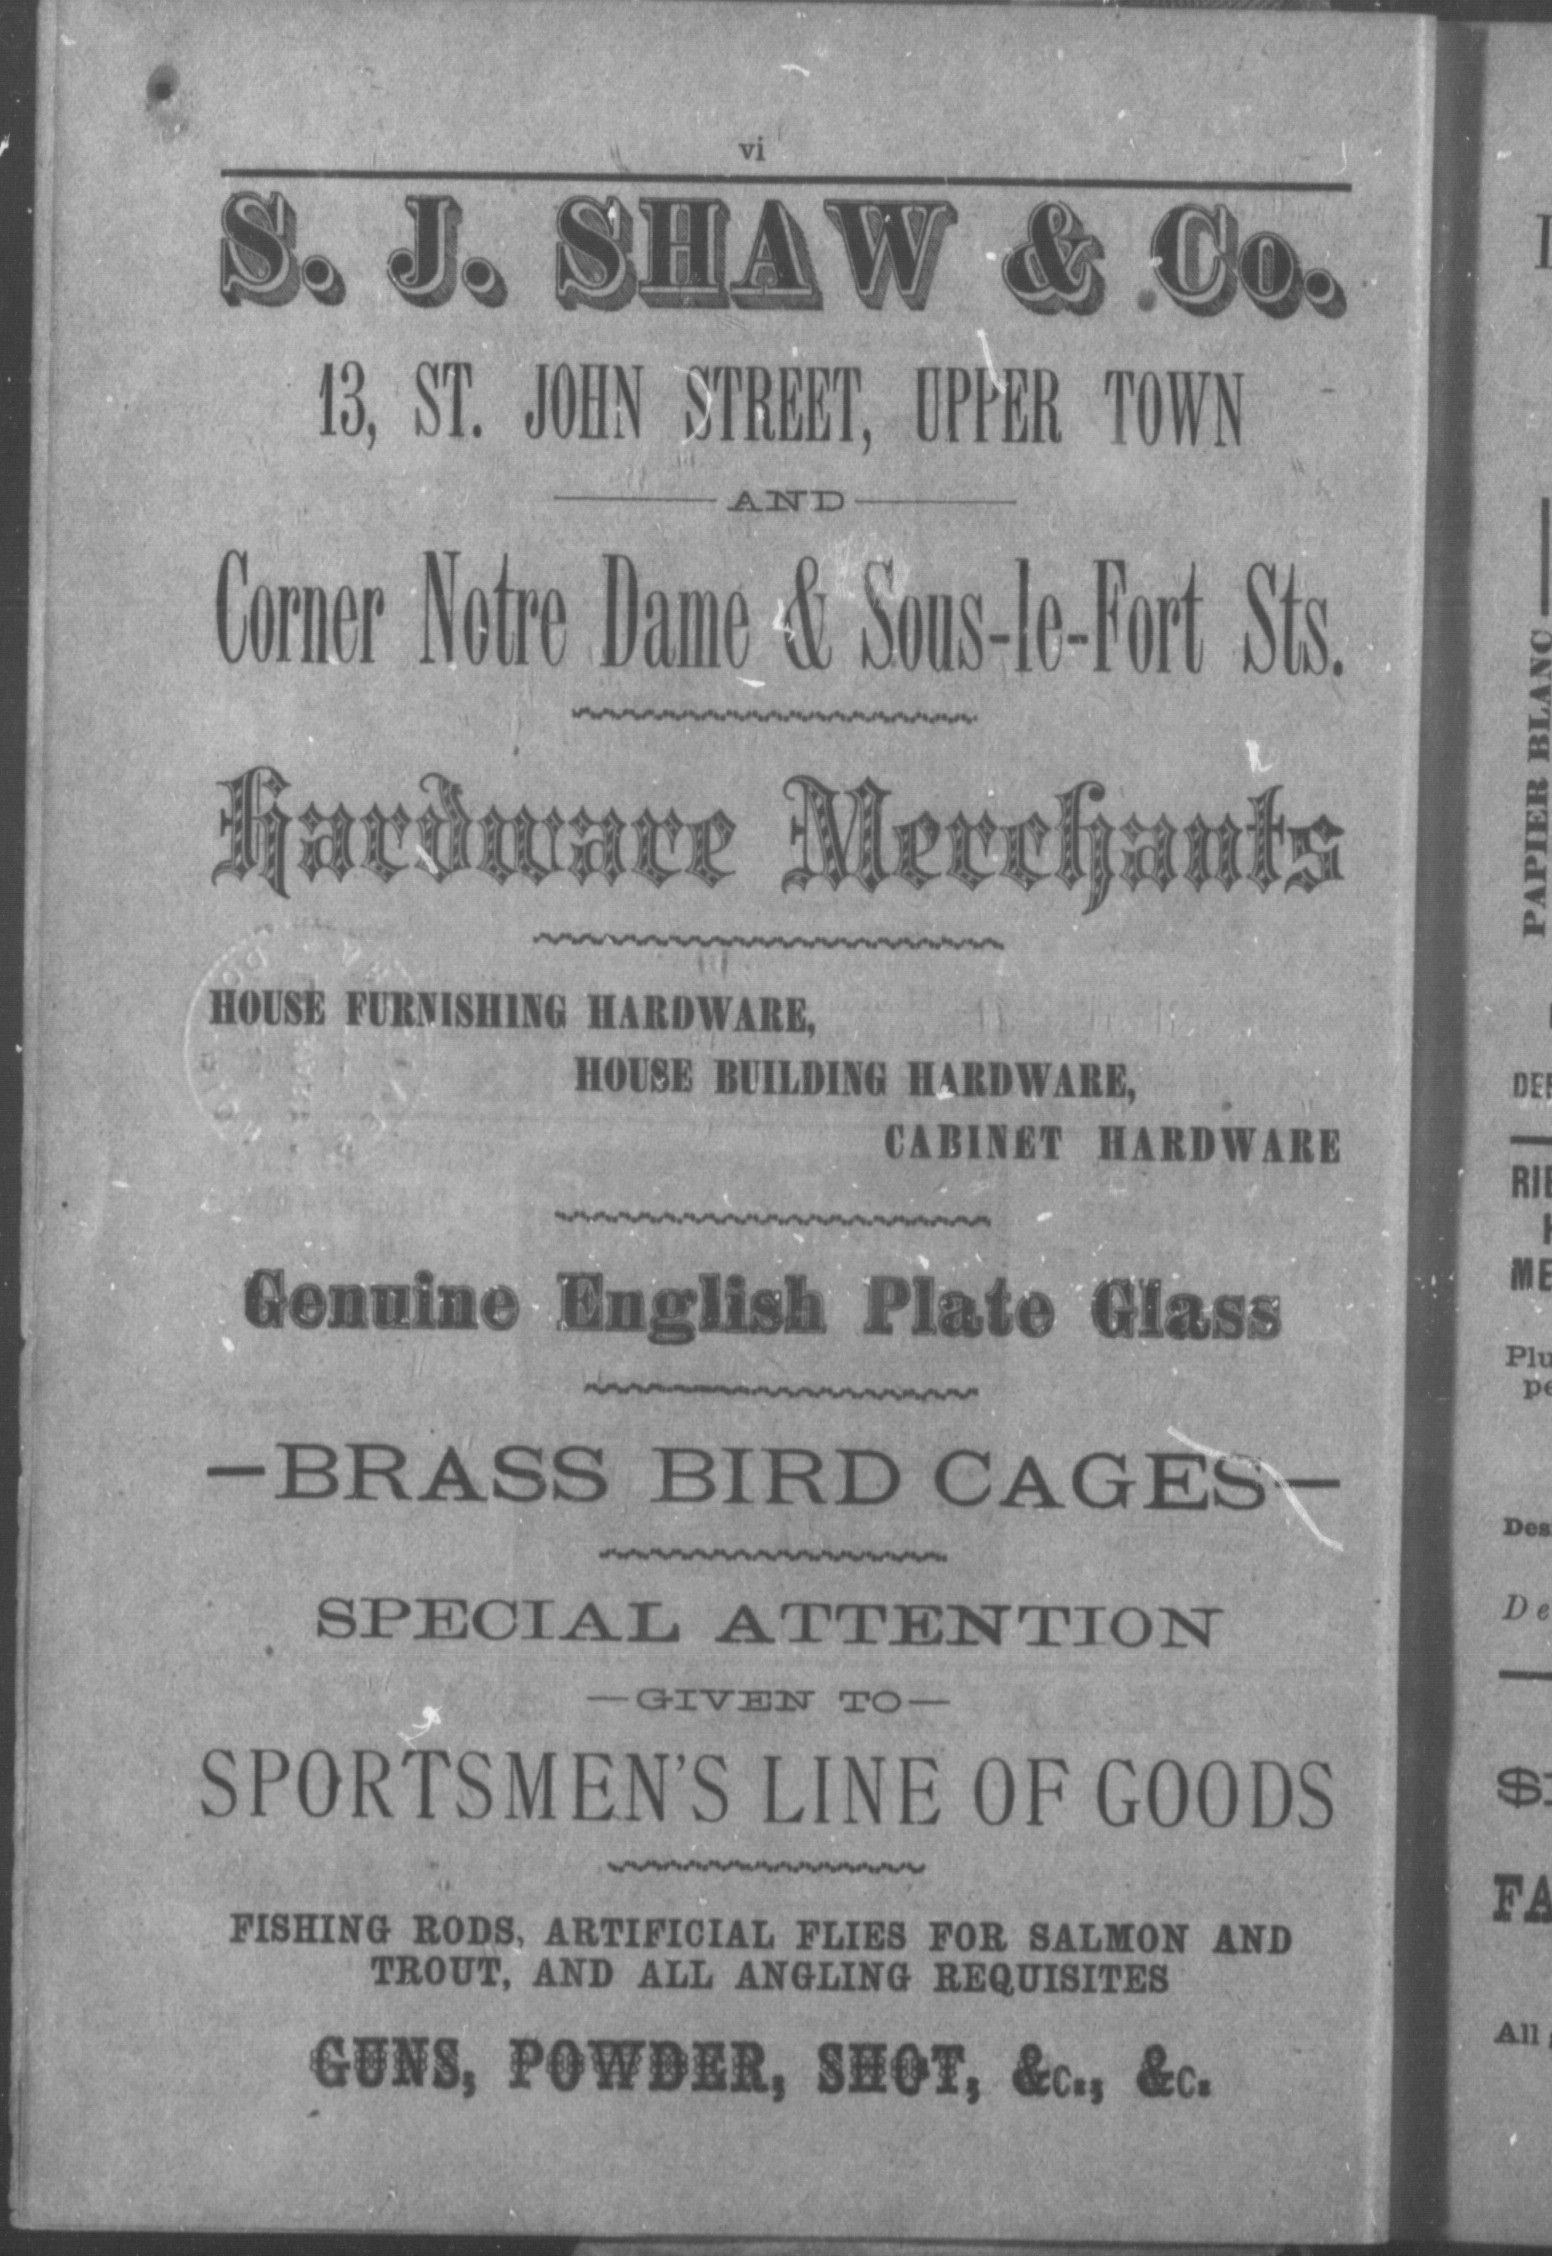 vi
S. J. SHAW & Co.
13, ST. JOHN STREET, UPPER TOWN
AND
Corner Notre Dame & Sous-le-Fort Sts.
Hardware Merchants
HOUSE FURNISHING HARDWARE,
HOUSE BUILDING HARDWARE,
CABINET HARDWARE
Genuine English Plate Glass
—BRASS BIRD CAGES—
SPECIAL ATTENTION
—GIVEN TO—
SPORTSMEN'S LINE OF GOODS
FISHING RODS, ARTIFICIAL FLIES FOR SALMON AND
TROUT, AND ALL ANGLING REQUISITES
GUNS, POWDER, SHOT, &c., &c.
PAPIER BLANC
All